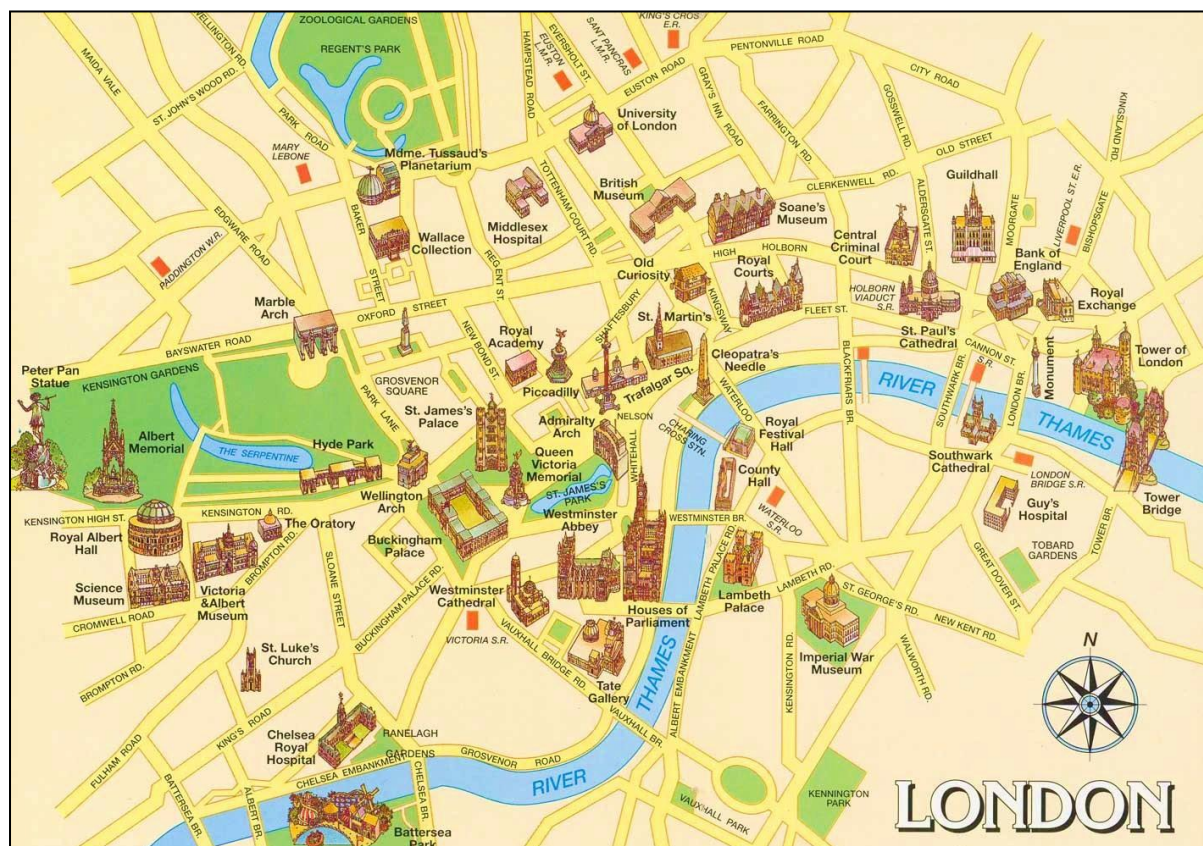 ZOOLOGICAL GARDENS
REGENT'S PARK
WELLINGTON RD.
MAIDA VALE
ST. JOHN'S WOOD RD.
PARK ROAD
HAMPSTEAD ROAD
EVERSHOLT ST.
EUSTON
L.M.R.
SANT PANCRAS
L.M.R.
KING'S CROS
E.R.
PENTONVILLE ROAD
EUSTON ROAD
CITY ROAD
GRAY'S INN ROAD
FARRINGTON RD.
GOSSWELL RD.
OLD STREET
KINGSLAND RD.
University
of London
MARY
LEBONE
Mdme. Tussaud's
Planetarium
TOTTENHAM COURT RD.
British
Museum
Middlesex
Hospital
Soane's
Museum
CLERKENWELL RD.
ALDERSGATE ST.
Guildhall
MOORGATE
LIVERPOOL ST. E.R.
BISHOPSGATE
EDGWARE ROAD
PADDINGTON W.R.
BAKER
STREET
Wallace
Collection
REGENT ST.
Central
Criminal
Court
HIGH
HOLBORN
Old
Curiosity
Royal
Courts
KINGSWAY
HOLBORN
VIADUCT
S.R.
Bank of
England
Royal
Exchange
Marble
Arch
OXFORD STREET
NEW BOND ST.
Royal
Academy
SHAFTESBURY
St. Martin's
FLEET ST.
St. Paul's
Cathedral
CANNON ST.
S.R.
BAYSWATER ROAD
Peter Pan
Statue
KENSINGTON GARDENS
GROSVENOR
SQUARE
Piccadilly
Trafalgar Sq.
Cleopatra's
Needle
BLACKFRIARS BR.
RIVER
SOUTHWARK BR.
LONDON BR.
Monument
Tower of
London
THAMES
PARK LANE
St. James's
Palace
Admiralty
Arch
NELSON
WATERLOO
Albert
Memorial
THE SERPENTINE
Hyde Park
Queen
Victoria
Memorial
WHITEHALL
CHARING
CROSS STN.
Royal
Festival
Hall
Southwark
Cathedral
LONDON
BRIDGE S.R.
Wellington
Arch
ST. JAMES'S
PARK
County
Hall
WATERLOO
S.R.
Guy's
Hospital
Tower
Bridge
KENSINGTON HIGH ST.
KENSINGTON RD.
The Oratory
Royal Albert
Hall
Buckingham
Palace
Westminster
Abbey
WESTMINSTER BR.
TOBARD
GARDENS
TOWER BR.
Science
Museum
Victoria
&Albert
Museum
BROMPTON RD.
SLOANE STREET
BUCKINGHAM PALACE RD.
Westminster
Cathedral
Houses of
Parliament
LAMBETH PALACE RD.
Lambeth
Palace
LAMBETH RD.
ST. GEORGE'S RD.
GREAT DOVER ST.
NEW KENT RD.
CROMWELL ROAD
VICTORIA S.R.
VAUXHALL BRIDGE RD.
Imperial War
Museum
WALWORTH RD.
N
BROMPTON RD.
St. Luke's
Church
Tate
Gallery
THAMES
ALBERT EMBANKMENT
KENSINGTON RD.
FULHAM ROAD
KING'S ROAD
Chelsea
Royal
Hospital
RANELAGH
GARDENS
GROSVENOR ROAD
VAUXHALL BR.
CHELSEA EMBANKMENT
RIVER
BATTERSEA BR.
ALBERT BR.
CHELSEA BR.
Battersea
Park
VAUXHALL PARK
KENNINGTON
PARK
LONDON